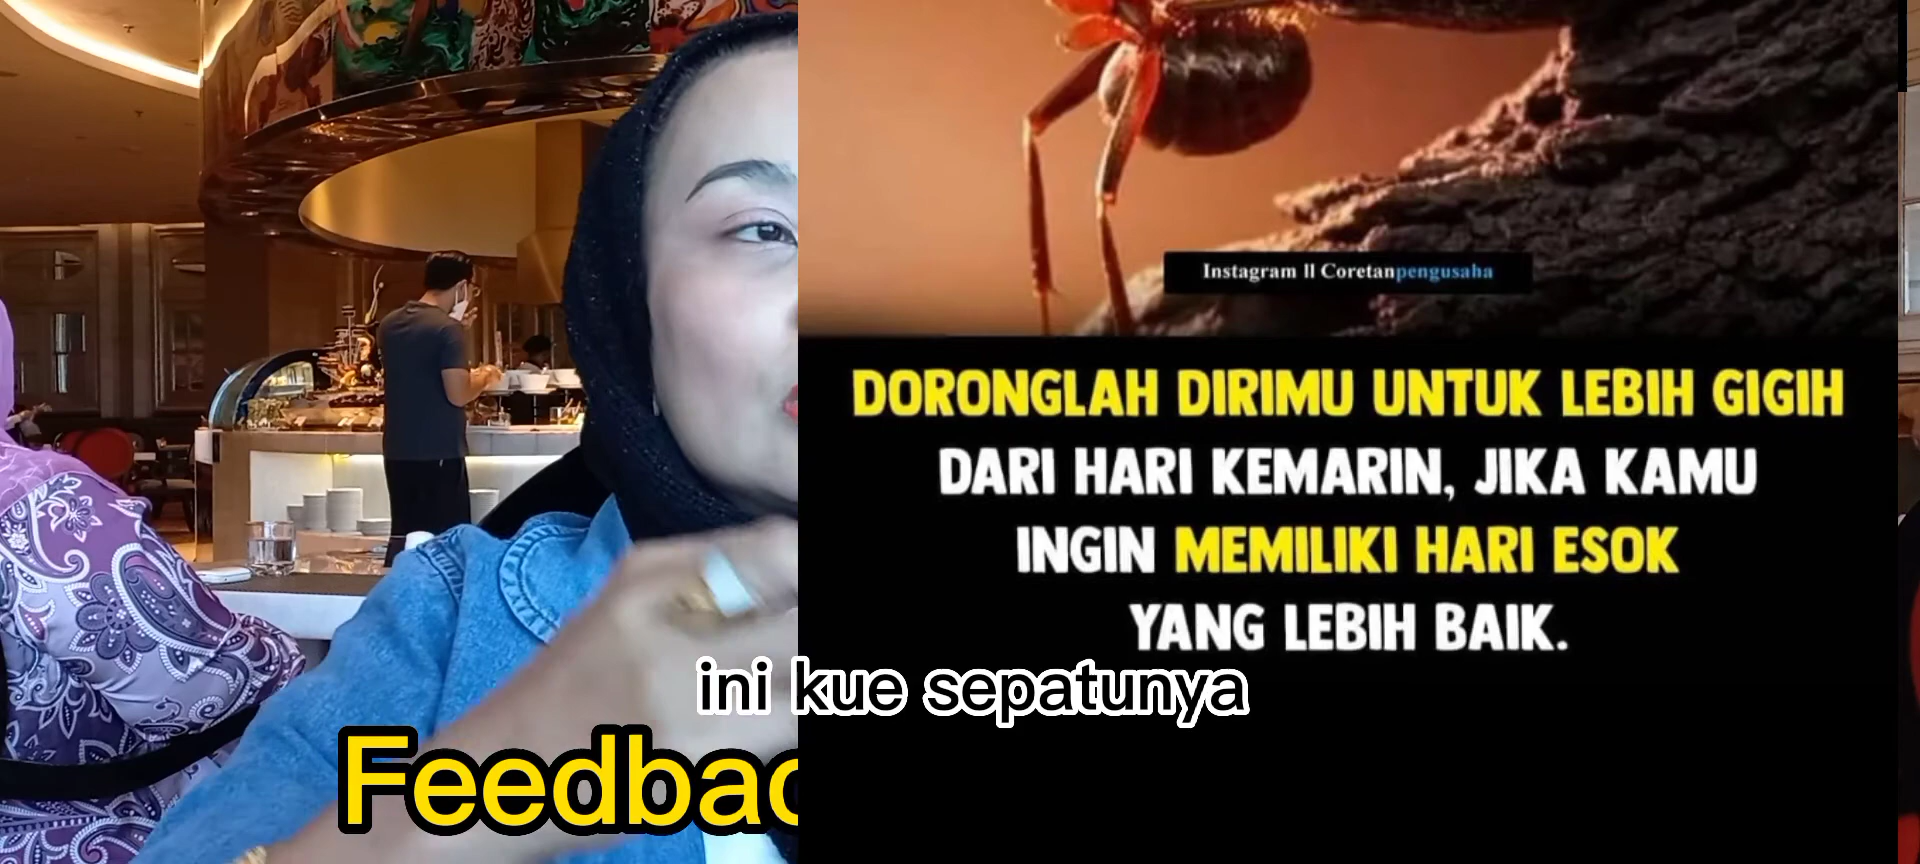 Instagram II Coretanpengusaha
DORONGLAH DIRIMU UNTUK LEBIH GIGIH
DARI HARI KEMARIN, JIKA KAMU
INGIN MEMILIKI HARI ESOK
YANG LEBIH BAIK.
ini kue sepatunya
Feedbac